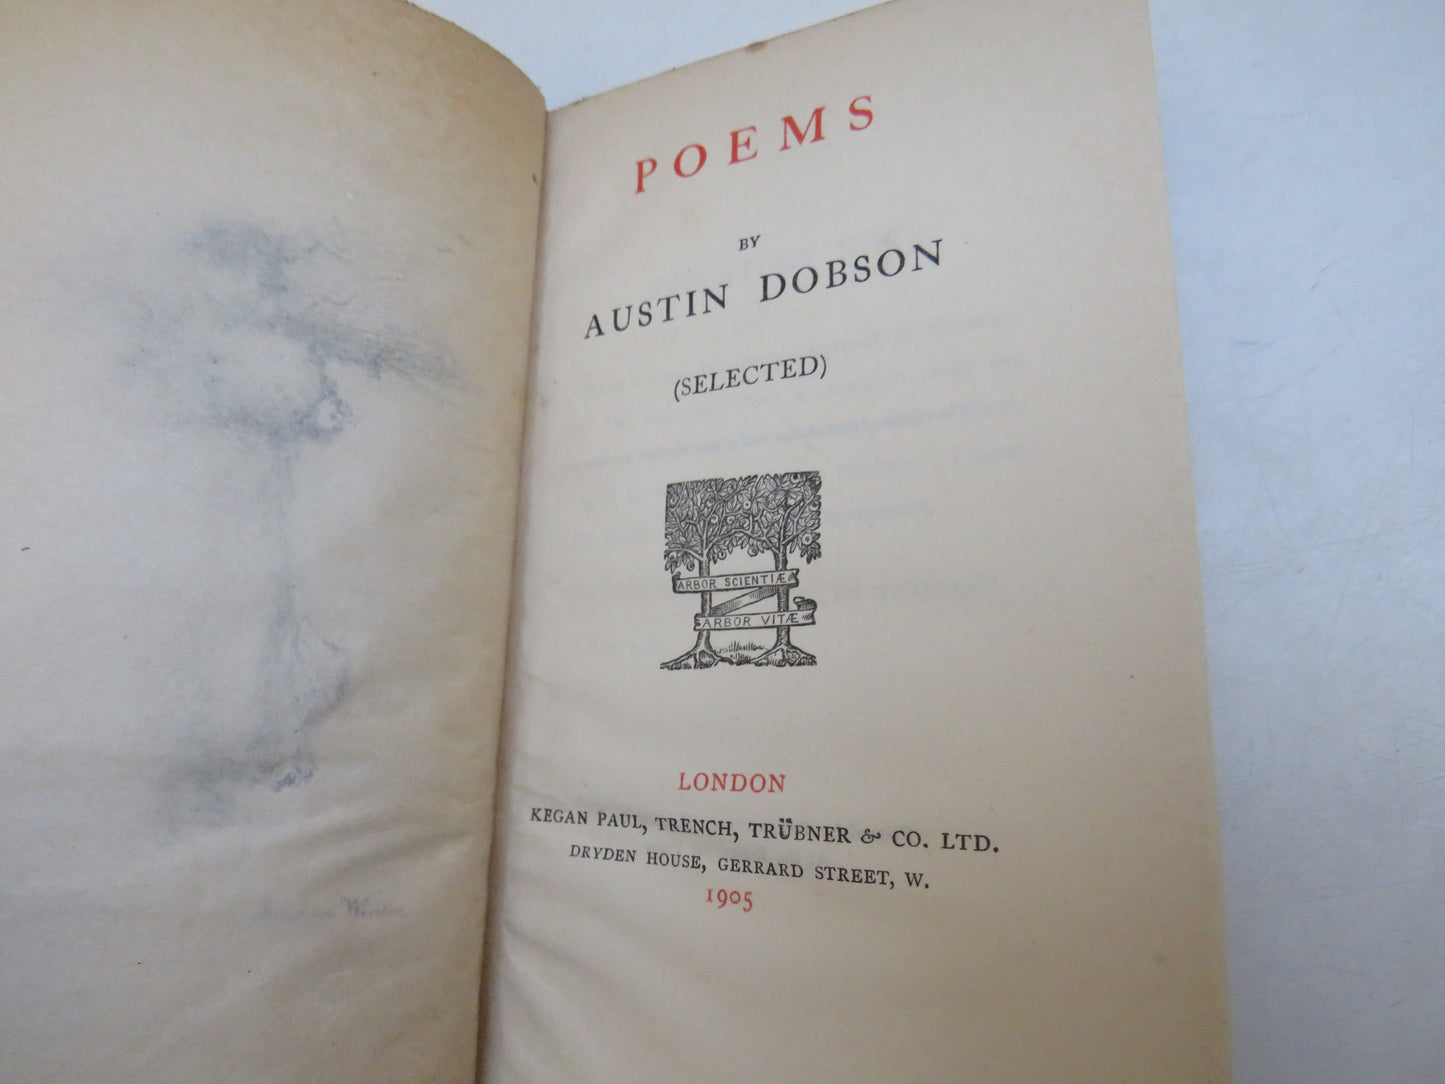 POEMS
BY
AUSTIN DOBSON
(SELECTED)
ARBOR SCIENTIÆ
ARBOR VITÆ
LONDON
KEGAN PAUL, TRENCH, TRÜBNER & CO. LTD.
DRYDEN HOUSE, GERRARD STREET, W.
1905